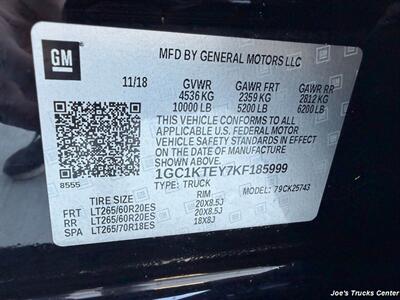 GM
MFD BY GENERAL MOTORS LLC
11/18 GVWR GAWR FRT GAWR RR
4536 KG 2359 KG 2812 KG
10000 LB 5200 LB 6200 LB
THIS VEHICLE CONFORMS TO ALL
APPLICABLE U.S. FEDERAL MOTOR
VEHICLE SAFETY STANDARDS IN EFFECT
ON THE DATE OF MANUFACTURE
SHOWN ABOVE.
1GC1KTEY7KF185999
8555 TYPE: TRUCK MODEL: 79CK25743
TIRE SIZE RIM
FRT LT265/60R20ES 20X8.5J
RR LT265/60R20ES 20X8.5J
SPA LT265/70R18ES 18X8J
Joe's Trucks Center